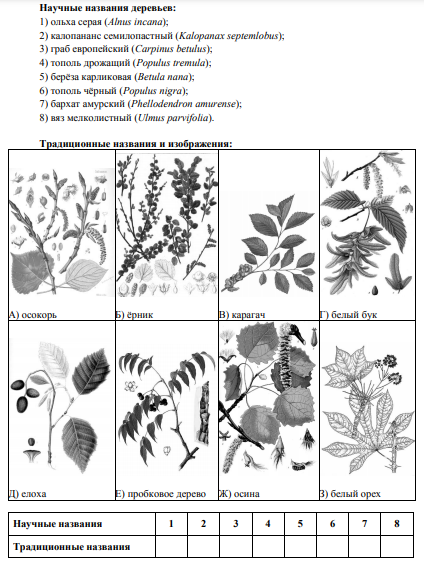 Научные названия деревьев:
1) ольха серая (Alnus incana);
2) калопананс семилопастный (Kalopanax septemlobus);
3) граб европейский (Carpinus betulus);
4) тополь дрожащий (Populus tremula);
5) берёза карликовая (Betula nana);
6) тополь чёрный (Populus nigra);
7) бархат амурский (Phellodendron amurense);
8) вяз мелколистный (Ulmus parvifolia).
Традиционные названия и изображения:
А) осокорь
Б) ёрник
В) карагач
Г) белый бук
Д) елоха
Е) пробковое дерево
Ж) осина
З) белый орех
Научные названия 1 2 3 4 5 6 7 8
Традиционные названия